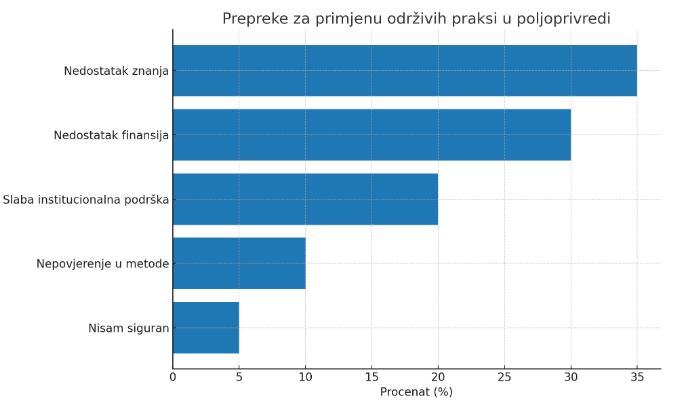 Prepreke za primjenu održivih praksi u poljoprivredi
Nedostatak znanja
Nedostatak finansija
Slaba institucionalna podrška
Nepovjerenje u metode
Nisam siguran
0 5 10 15 20 25 30 35
Procenat (%)